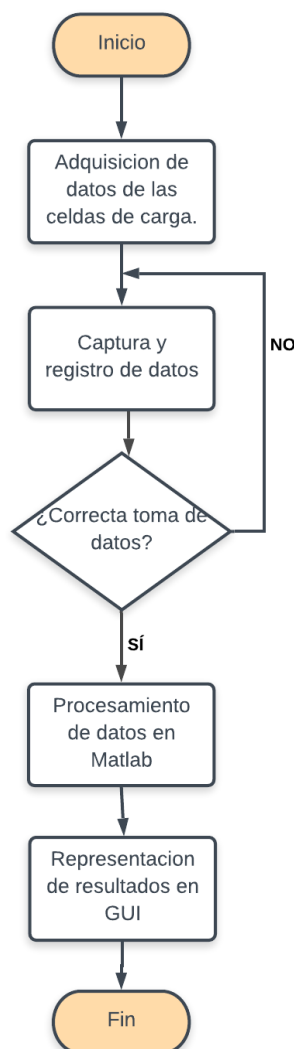 Inicio
Adquisicion de
datos de las
celdas de carga.
Captura y
registro de datos
NO
¿Correcta toma de
datos?
SÍ
Procesamiento
de datos en
Matlab
Representacion
de resultados en
GUI
Fin